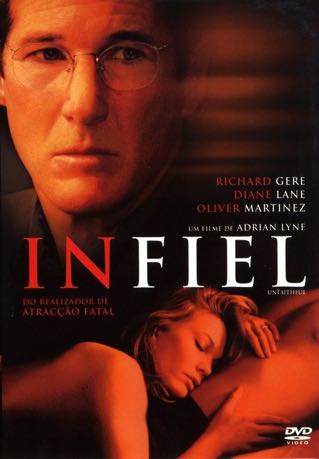 RICHARD GERE
DIANE LANE
OLIVER MARTINEZ
UM FILME DE ADRIAN LYNE
INFIEL
UNFAITHFUL
DO REALIZADOR DE
ATRACÇÃO FATAL
DVD
VIDEO